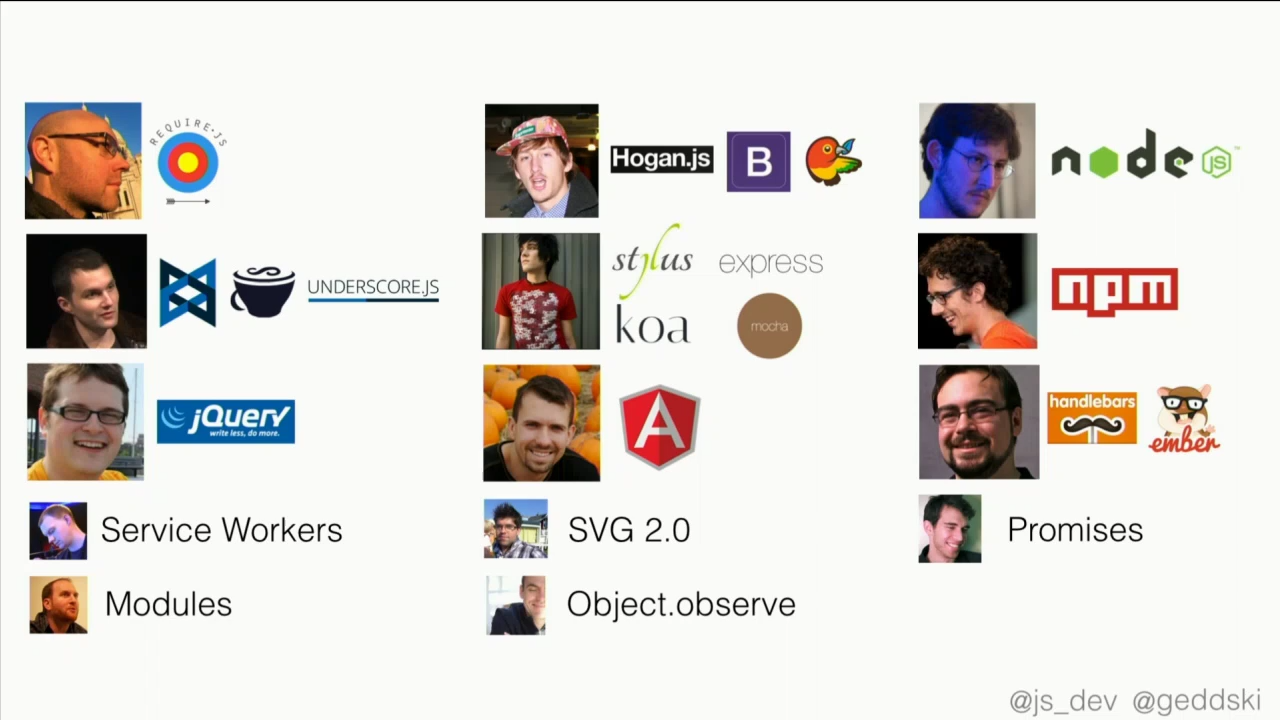 REQUIRE·JS
Hogan.js
B
node
JS
™
UNDERSCORE.JS
stylus
express
koa
mocha
npm
jQuery
write less, do more.
A
handlebars
ember
Service Workers
SVG 2.0
Promises
Modules
Object.observe
@js_dev @geddski